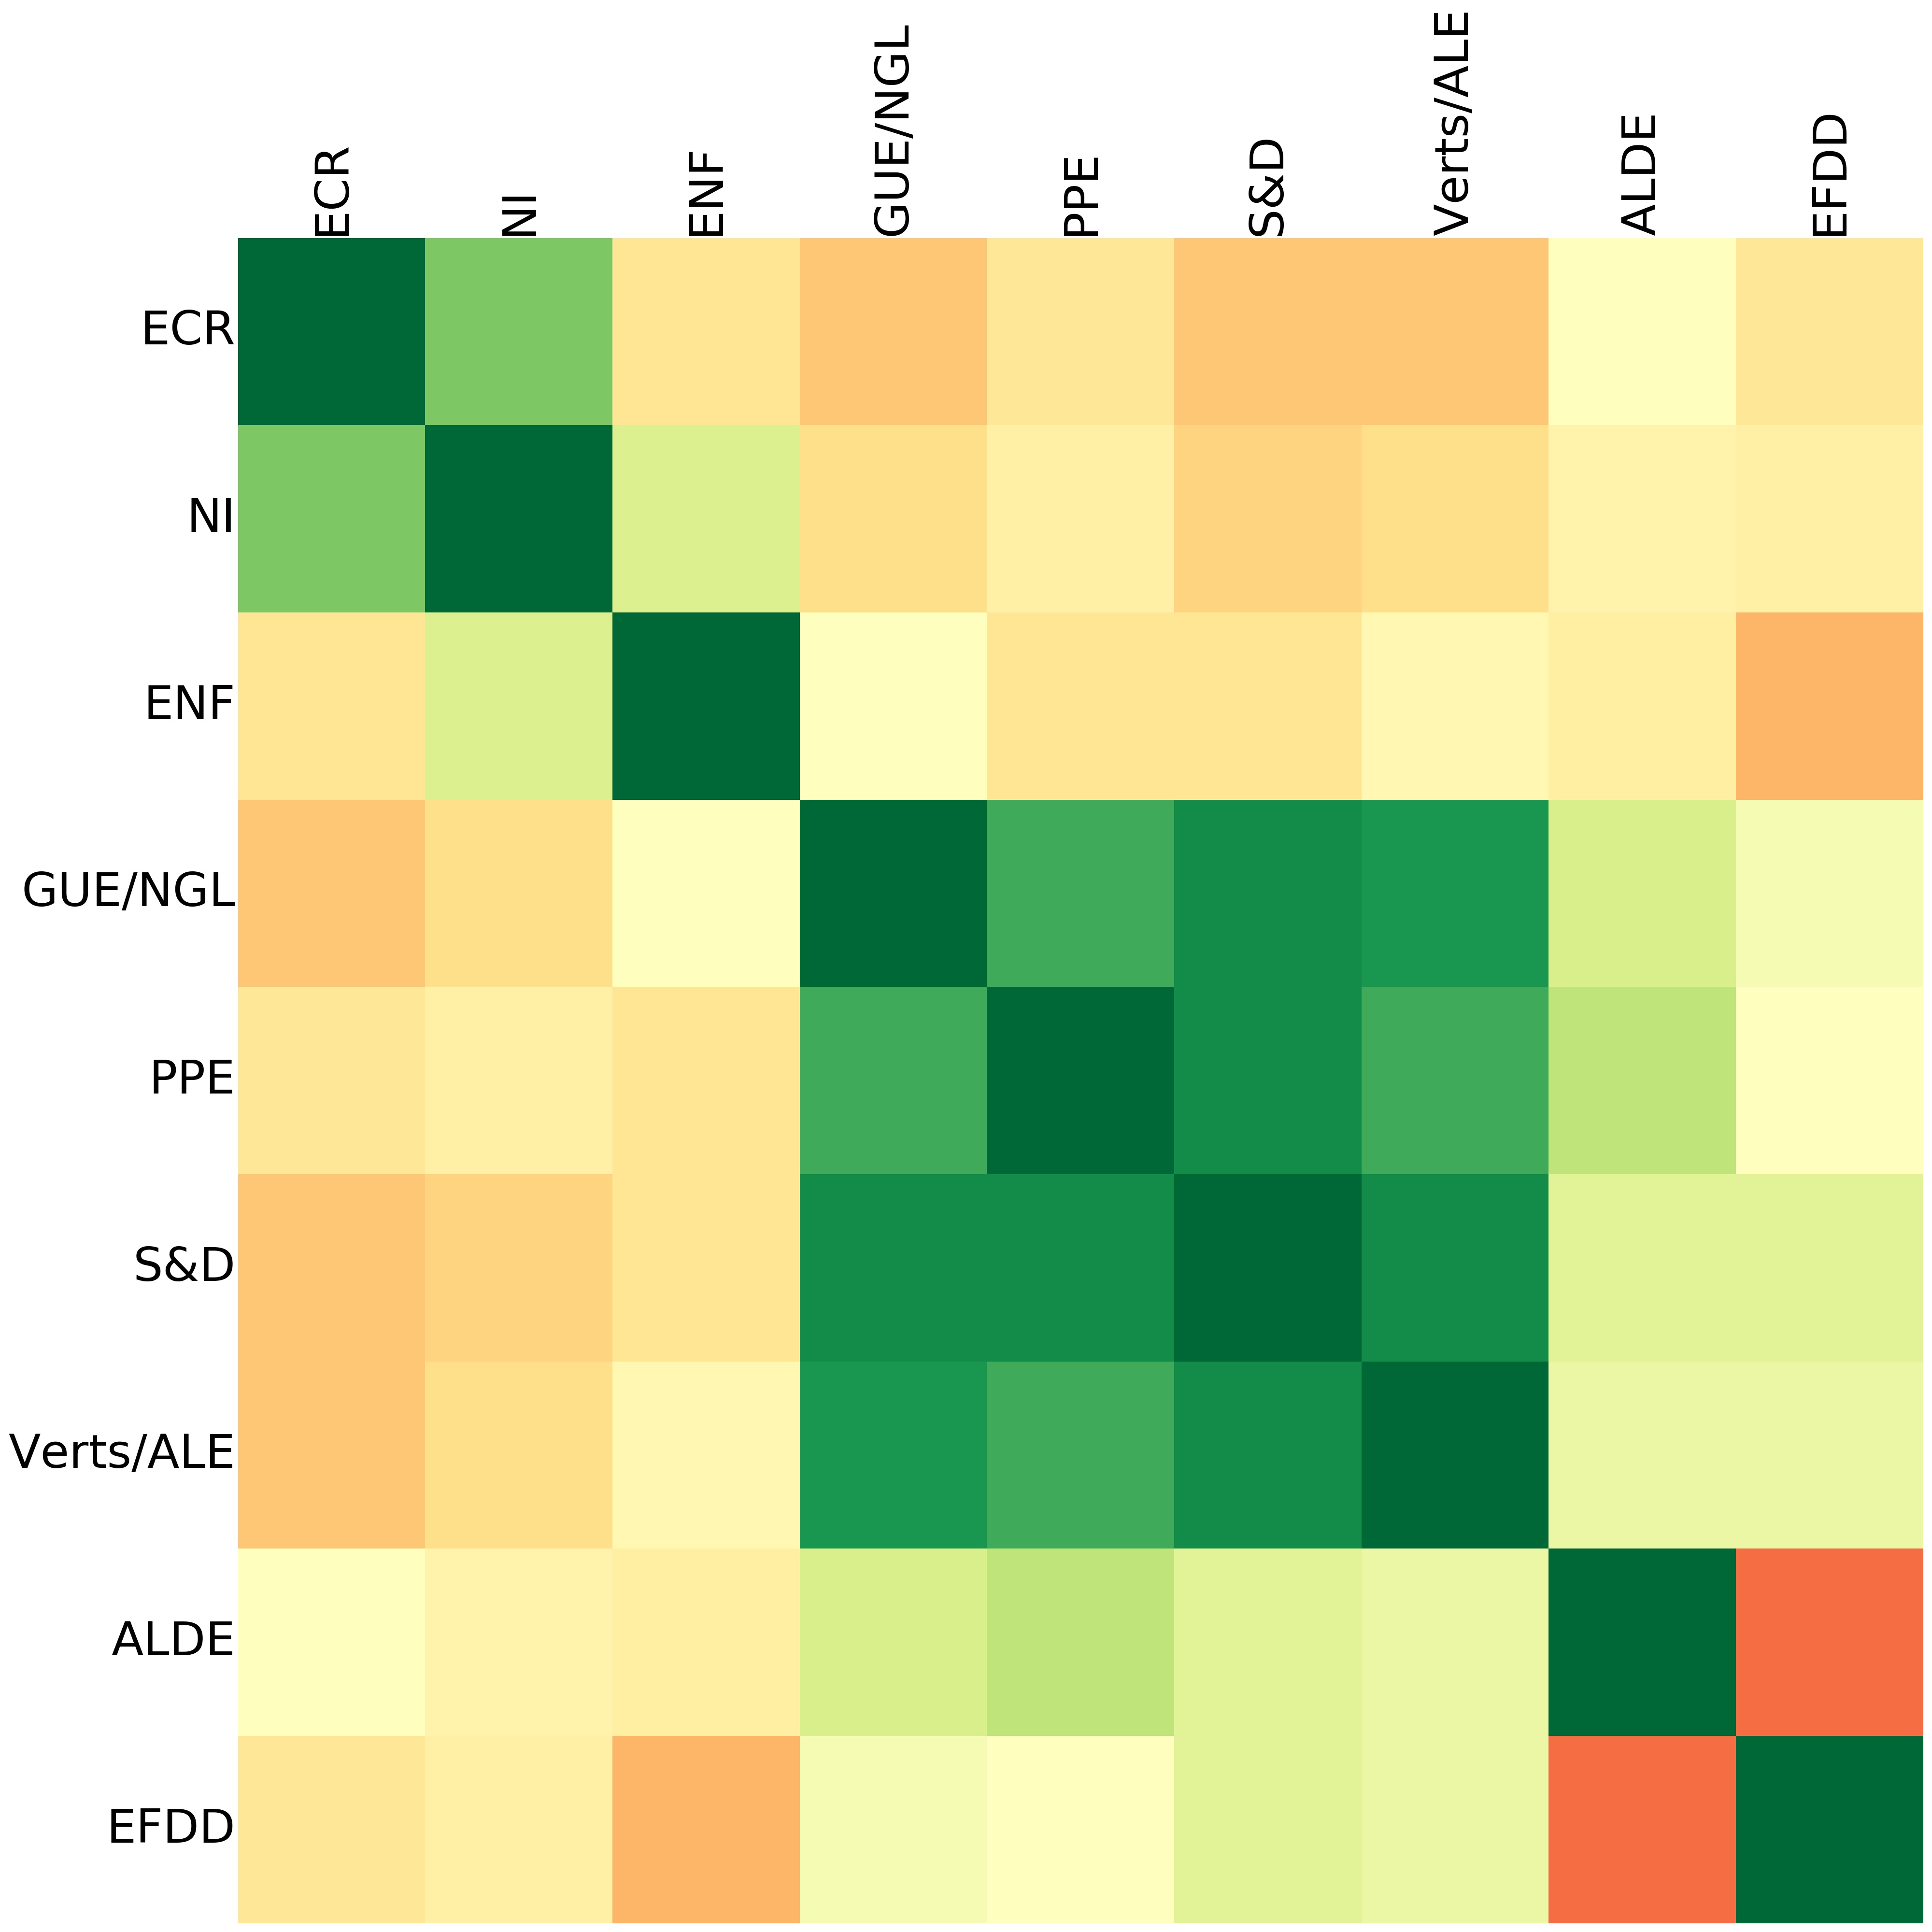 ECR
NI
ENF
GUE/NGL
PPE
S&D
Verts/ALE
ALDE
EFDD
ECR
NI
ENF
GUE/NGL
PPE
S&D
Verts/ALE
ALDE
EFDD